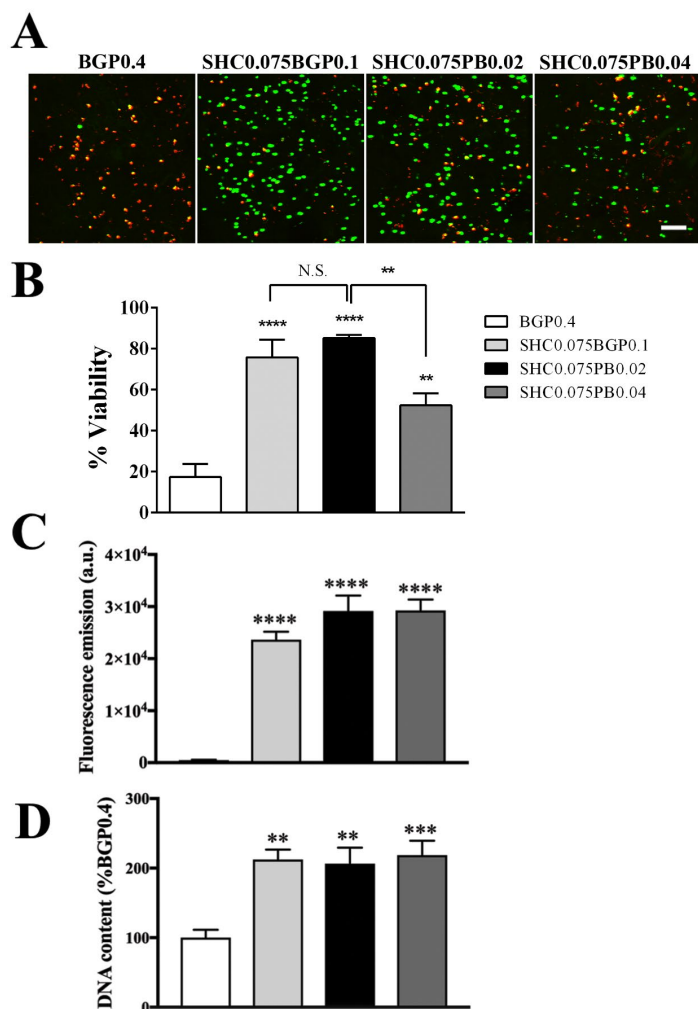 A
BGP0.4 SHC0.075BGP0.1 SHC0.075PB0.02 SHC0.075PB0.04
B
N.S. **
% Viability
100
80
60
40
20
0
**** **** **
BGP0.4
SHC0.075BGP0.1
SHC0.075PB0.02
SHC0.075PB0.04
C
Fluorescence emission (a.u.)
4×10⁴
3×10⁴
2×10⁴
1×10⁴
0
**** **** ****
D
DNA content (%BGP0.4)
300
200
100
0
** ** ***